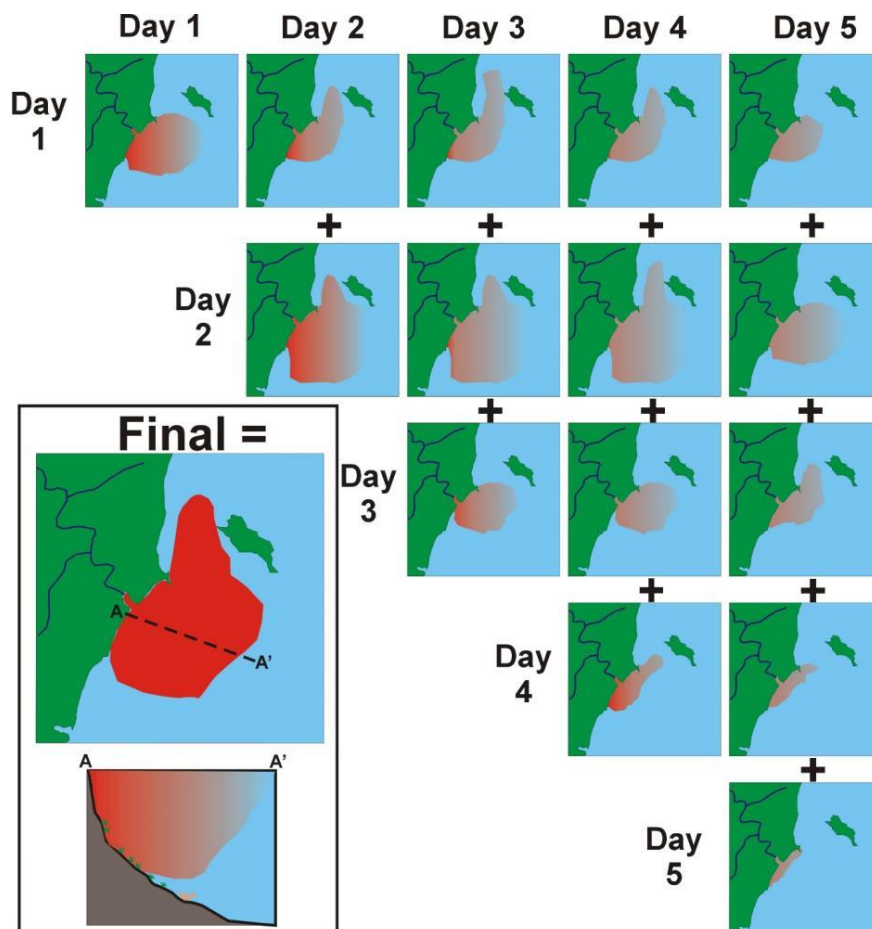 Day 1 Day 2 Day 3 Day 4 Day 5
Day
1
+ + + +
Day
2
+ + +
Final =
Day
3
A
A'
+ +
Day
4
A A'
+
Day
5